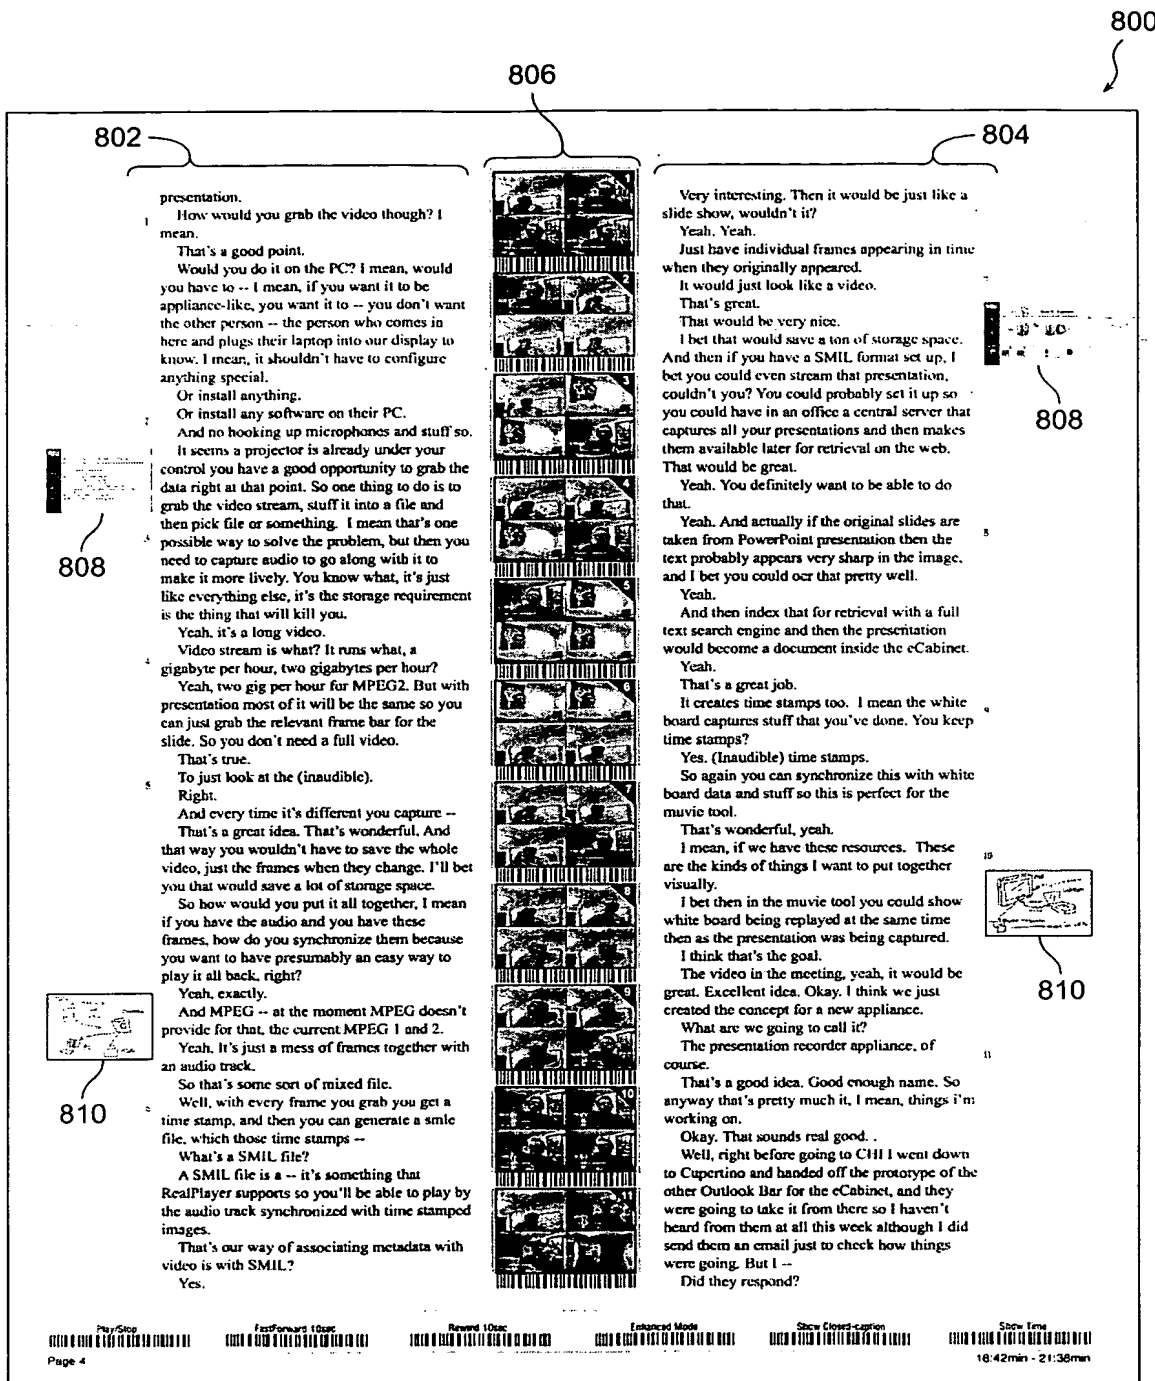 800
806
802
804
presentation.
How would you grab the video though? I
mean.
That's a good point.
Would you do it on the PC? I mean, would
you have to -- I mean, if you want it to be
appliance-like, you want it to -- you don't want
the other person -- the person who comes in
here and plugs their laptop into our display to
know. I mean, it shouldn't have to configure
anything special.
Or install anything.
Or install any software on their PC.
And no hooking up microphones and stuff so.
It seems a projector is already under your
control you have a good opportunity to grab the
data right at that point. So one thing to do is to
grab the video stream, stuff it into a file and
then pick file or something. I mean that's one
possible way to solve the problem, but then you
need to capture audio to go along with it to
make it more lively. You know what, it's just
like everything else, it's the storage requirement
is the thing that will kill you.
Yeah, it's a long video.
Video stream is what? It runs what, a
gigabyte per hour, two gigabytes per hour?
Yeah, two gig per hour for MPEG2. But with
presentation most of it will be the same so you
can just grab the relevant frame bar for the
slide. So you don't need a full video.
That's true.
To just look at the (inaudible).
Right.
And every time it's different you capture --
That's a great idea. That's wonderful. And
that way you wouldn't have to save the whole
video, just the frames when they change. I'll bet
you that would save a lot of storage space.
So how would you put it all together, I mean
if you have the audio and you have these
frames, how do you synchronize them because
you want to have presumably an easy way to
play it all back, right?
Yeah, exactly.
And MPEG -- at the moment MPEG doesn't
provide for that, the current MPEG 1 and 2.
Yeah. It's just a mess of frames together with
an audio track.
So that's some sort of mixed file.
Well, with every frame you grab you get a
time stamp, and then you can generate a smle
file, which those time stamps --
What's a SMIL file?
A SMIL file is a -- it's something that
RealPlayer supports so you'll be able to play by
the audio track synchronized with time stamped
images.
That's our way of associating metadata with
video is with SMIL?
Yes.
808
810
1
2
3
4
5
6
7
8
9
10
11
Very interesting. Then it would be just like a
slide show, wouldn't it?
Yeah. Yeah.
Just have individual frames appearing in time
when they originally appeared.
It would just look like a video.
That's great.
That would be very nice.
I bet that would save a ton of storage space.
And then if you have a SMIL format set up, I
bet you could even stream that presentation,
couldn't you? You could probably set it up so
you could have in an office a central server that
captures all your presentations and then makes
them available later for retrieval on the web.
That would be great.
Yeah. You definitely want to be able to do
that.
Yeah. And actually if the original slides are
taken from PowerPoint presentation then the
text probably appears very sharp in the image,
and I bet you could ocr that pretty well.
Yeah.
And then index that for retrieval with a full
text search engine and then the presentation
would become a document inside the eCabinet.
Yeah.
That's a great job.
It creates time stamps too. I mean the white
board captures stuff that you've done. You keep
time stamps?
Yes. (Inaudible) time stamps.
So again you can synchronize this with white
board data and stuff so this is perfect for the
muvie tool.
That's wonderful, yeah.
I mean, if we have these resources. These
are the kinds of things I want to put together
visually.
I bet then in the muvie tool you could show
white board being replayed at the same time
then as the presentation was being captured.
I think that's the goal.
The video in the meeting, yeah, it would be
great. Excellent idea. Okay. I think we just
created the concept for a new appliance.
What are we going to call it?
The presentation recorder appliance, of
course.
That's a good idea. Good enough name. So
anyway that's pretty much it, I mean, things i'm
working on.
Okay. That sounds real good. .
Well, right before going to CHI I went down
to Cupertino and handed off the prototype of the
other Outlook Bar for the eCabinet, and they
were going to take it from there so I haven't
heard from them at all this week although I did
send them an email just to check how things
were going. But I --
Did they respond?
808
810
Play/Stop
FastForward 10sec
Rewind 10sec
Enhanced Mode
Show Closed-caption
Show Time
Page 4
18:42min - 21:36min